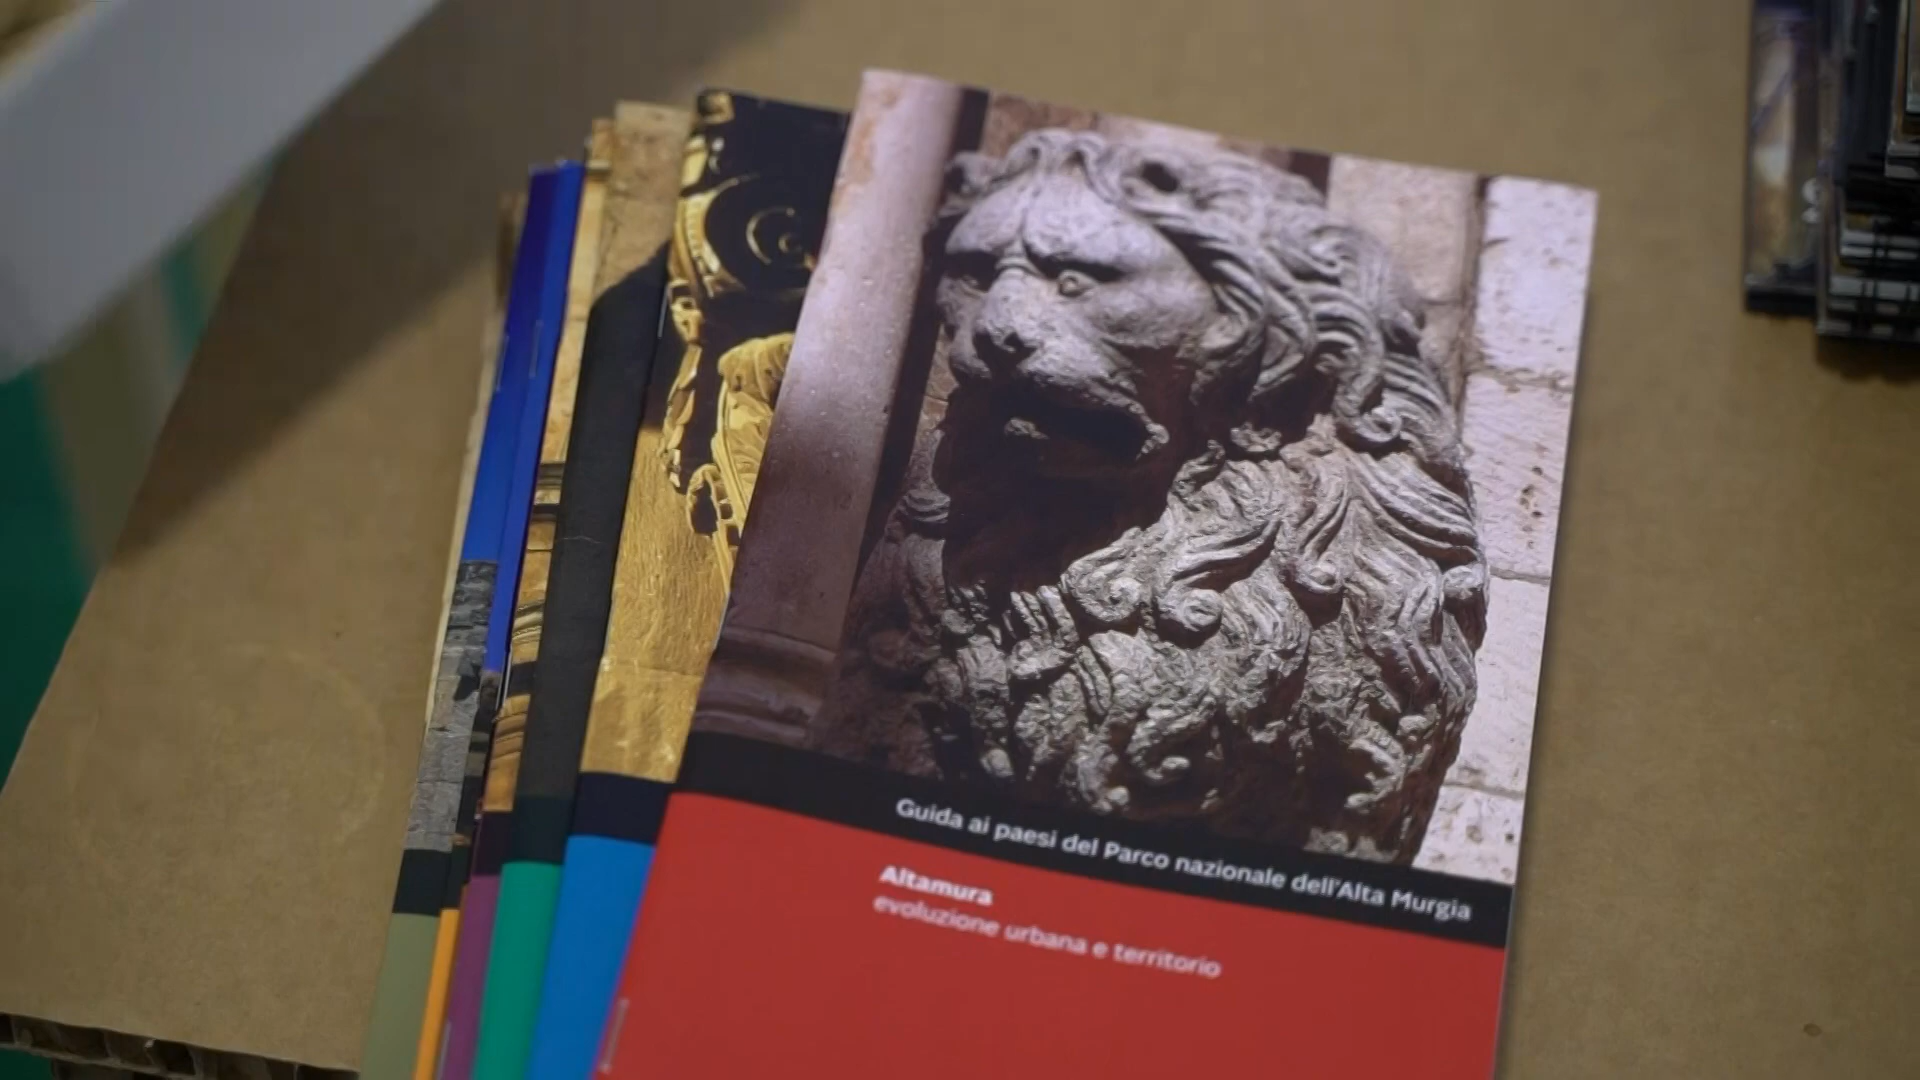 Guida ai paesi del Parco nazionale dell'Alta Murgia
Altamura
evoluzione urbana e territorio